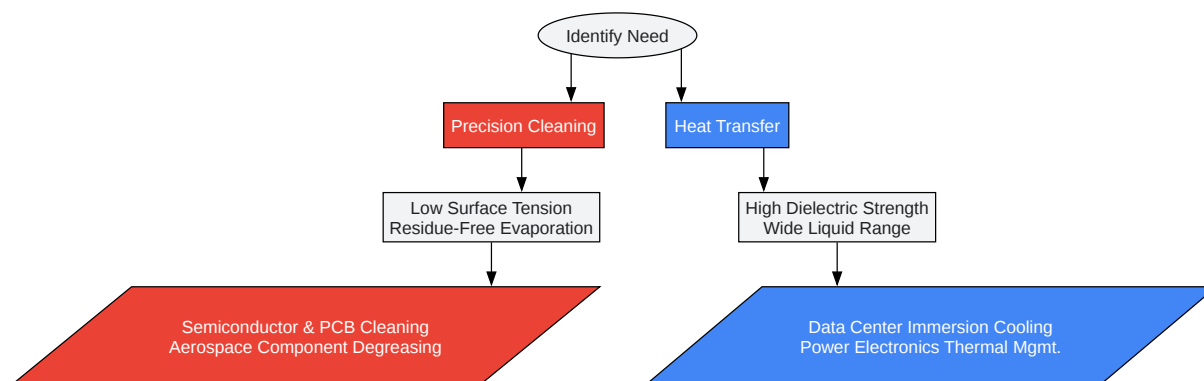 Identify Need
Precision Cleaning
Heat Transfer
Low Surface Tension
Residue-Free Evaporation
High Dielectric Strength
Wide Liquid Range
Semiconductor & PCB Cleaning
Aerospace Component Degreasing
Data Center Immersion Cooling
Power Electronics Thermal Mgmt.